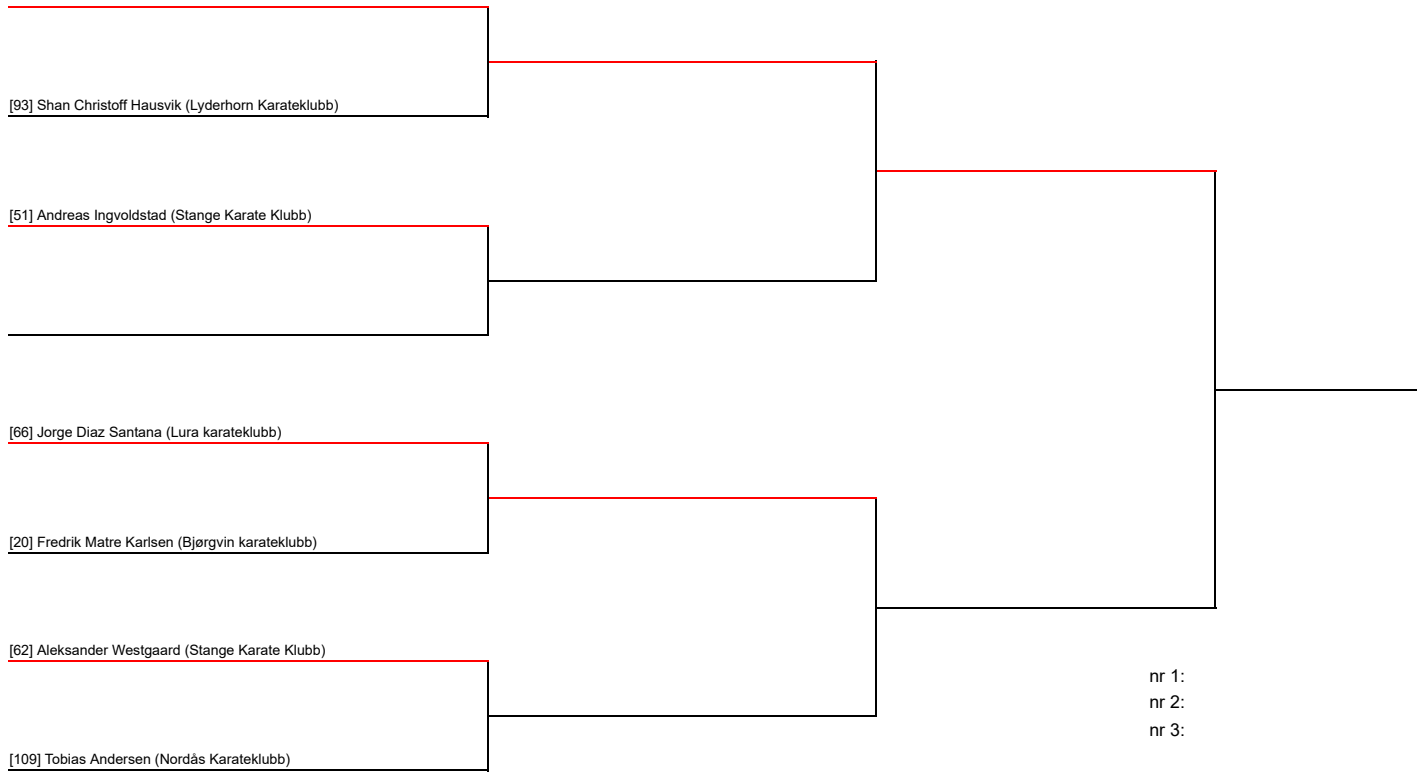 [93] Shan Christoff Hausvik (Lyderhorn Karateklubb)
[51] Andreas Ingvoldstad (Stange Karate Klubb)
[66] Jorge Diaz Santana (Lura karateklubb)
[20] Fredrik Matre Karlsen (Bjørgvin karateklubb)
[62] Aleksander Westgaard (Stange Karate Klubb)
nr 1:
nr 2:
nr 3:
[109] Tobias Andersen (Nordås Karateklubb)